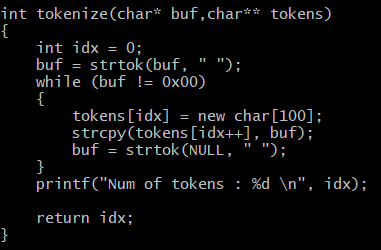 int tokenize(char* buf,char** tokens)
{
    int idx = 0;
    buf = strtok(buf, " ");
    while (buf != 0x00)
    {
        tokens[idx] = new char[100];
        strcpy(tokens[idx++], buf);
        buf = strtok(NULL, " ");
    }
    printf("Num of tokens : %d \n", idx);

    return idx;
}